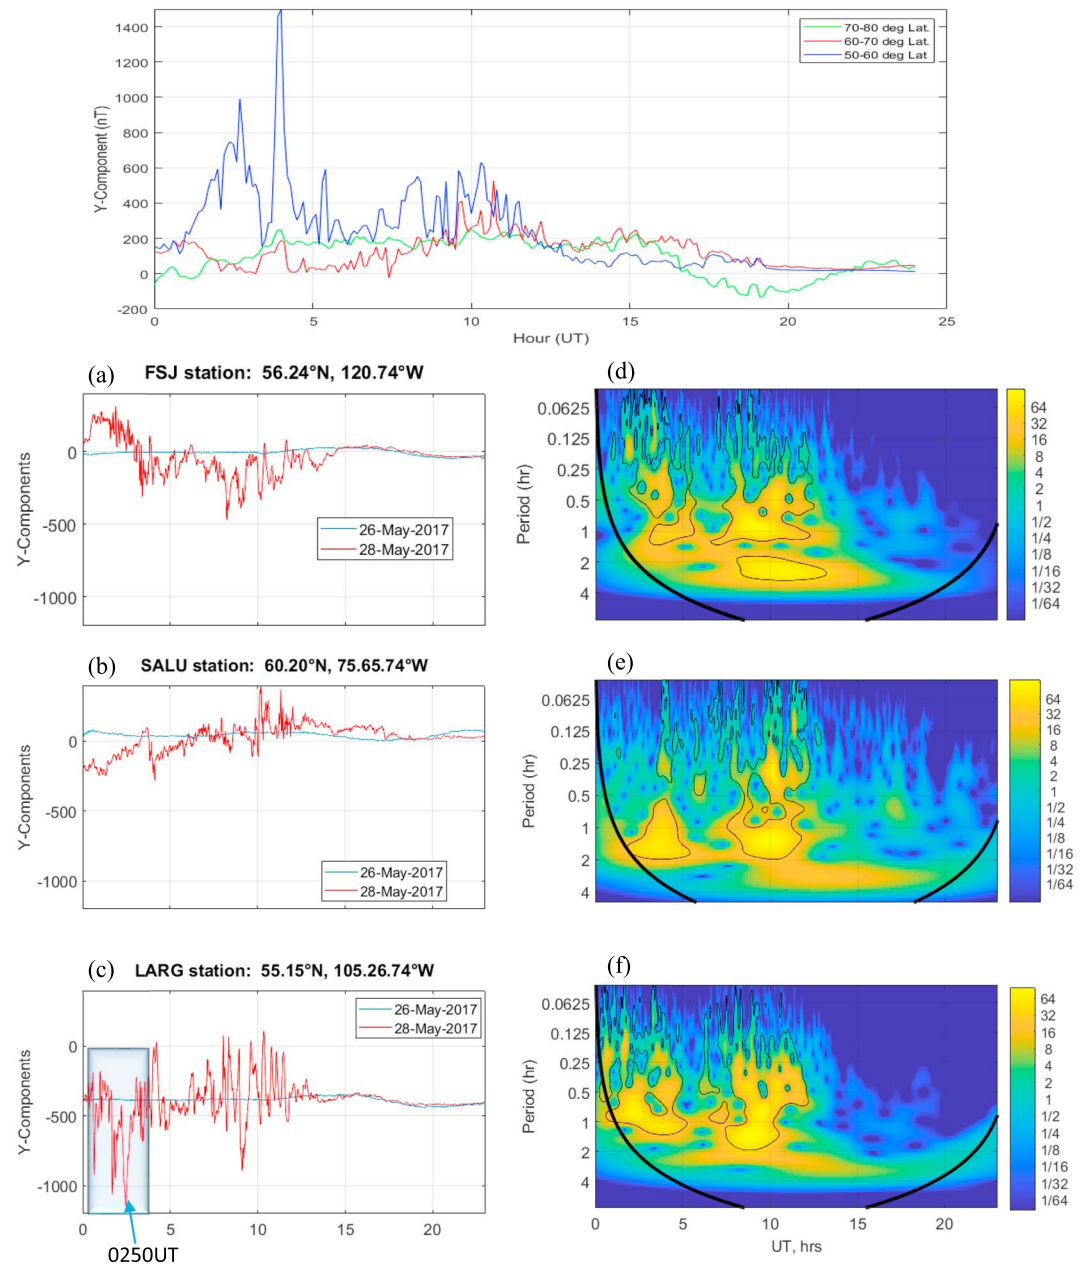 1400
1200
1000
800
600
400
200
0
-200
Y-Component (nT)
70-80 deg Lat.
60-70 deg Lat.
50-60 deg Lat
0 5 10 15 20 25
Hour (UT)
(a) FSJ station: 56.24°N, 120.74°W
0
-500
-1000
Y-Components
26-May-2017
28-May-2017
(d)
0.0625
0.125
0.25
0.5
1
2
4
Period (hr)
64
32
16
8
4
2
1
1/2
1/4
1/8
1/16
1/32
1/64
(b) SALU station: 60.20°N, 75.65.74°W
0
-500
-1000
Y-Components
26-May-2017
28-May-2017
(e)
0.0625
0.125
0.25
0.5
1
2
4
Period (hr)
64
32
16
8
4
2
1
1/2
1/4
1/8
1/16
1/32
1/64
(c) LARG station: 55.15°N, 105.26.74°W
0
-500
-1000
Y-Components
26-May-2017
28-May-2017
0 5 10 15 20
0250UT
(f)
0.0625
0.125
0.25
0.5
1
2
4
Period (hr)
0 5 10 15 20
UT, hrs
64
32
16
8
4
2
1
1/2
1/4
1/8
1/16
1/32
1/64